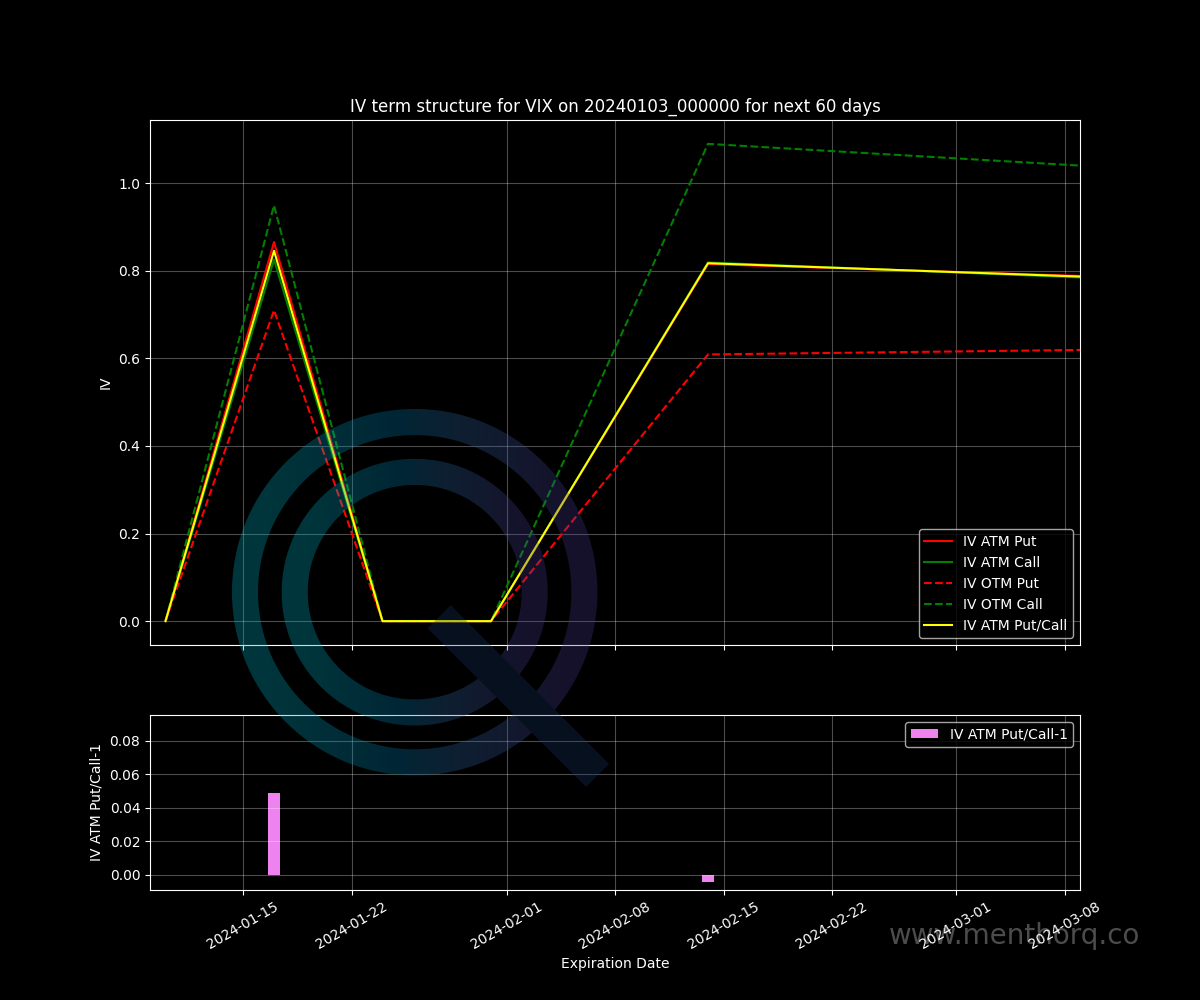 IV term structure for VIX on 20240103_000000 for next 60 days
1.0
0.8
0.6
0.4
0.2
0.0
IV
IV ATM Put
IV ATM Call
IV OTM Put
IV OTM Call
IV ATM Put/Call
0.08
0.06
0.04
0.02
0.00
IV ATM Put/Call-1
IV ATM Put/Call-1
2024-01-15
2024-01-22
2024-02-01
2024-02-08
2024-02-15
2024-02-22
2024-03-01
2024-03-08
www.menthorq.co
Expiration Date